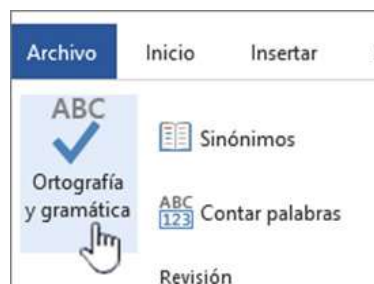 Archivo Inicio Insertar
ABC
Ortografía
y gramática
Sinónimos
ABC
123 Contar palabras
Revisión